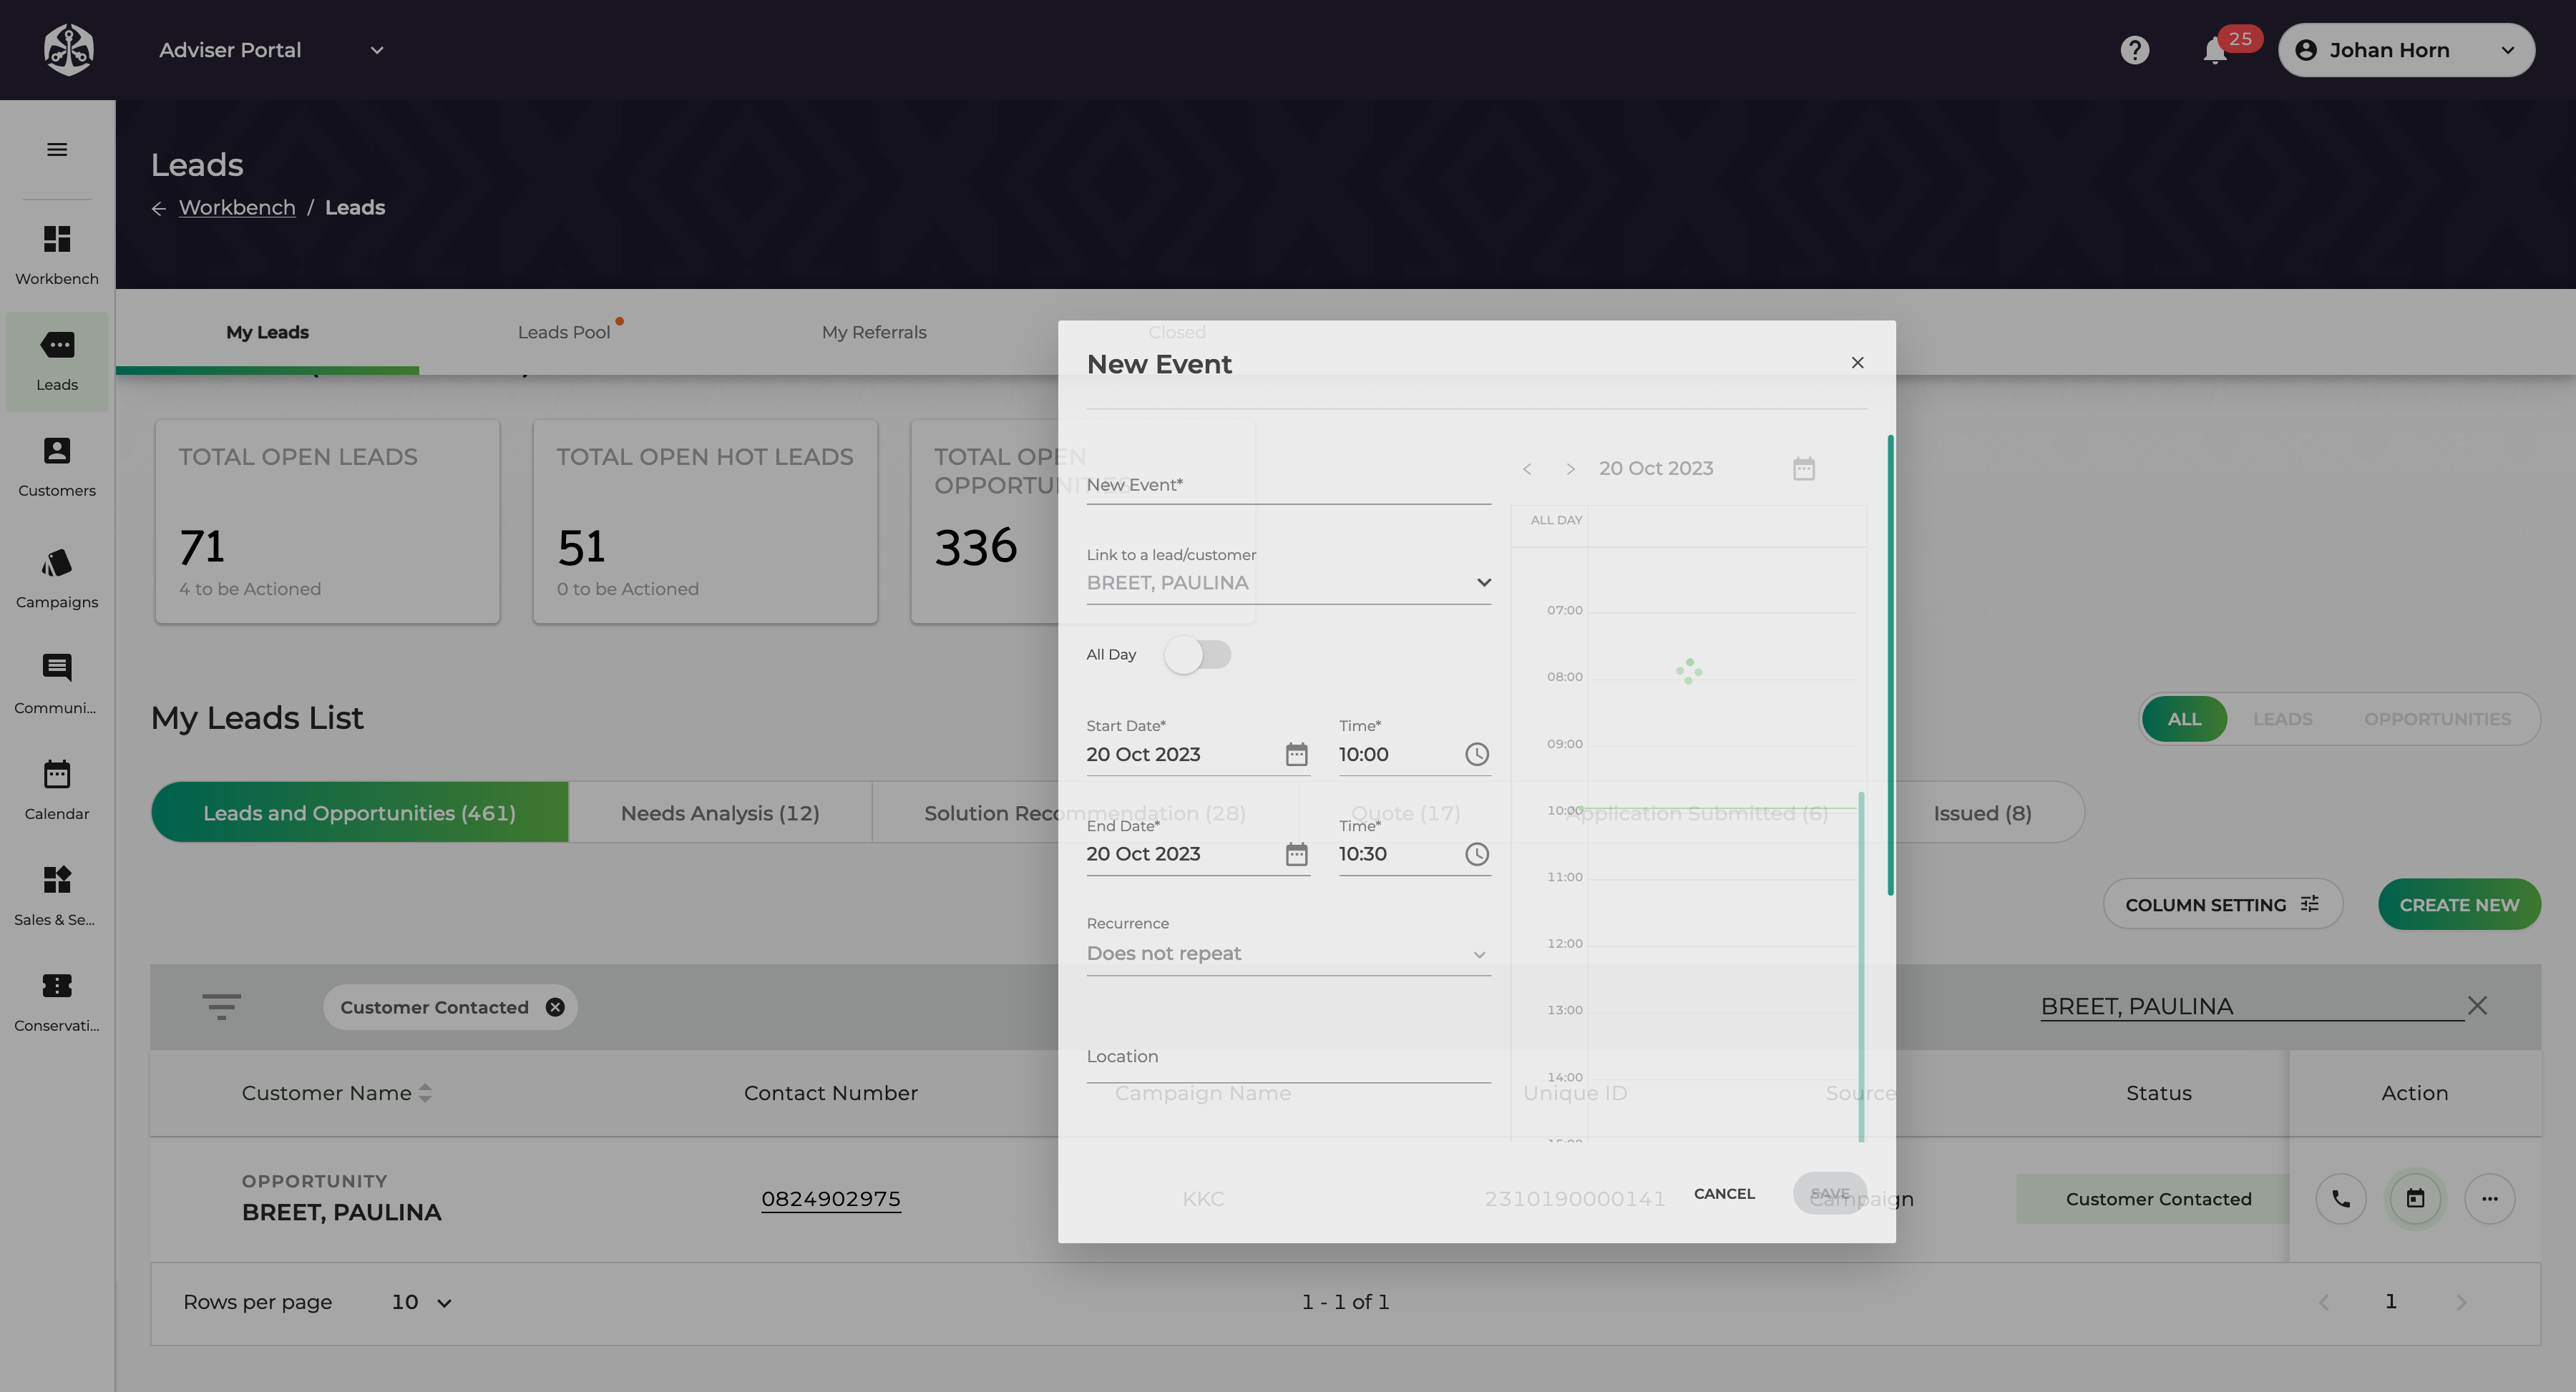 Adviser Portal
25
Johan Horn
Leads
Workbench / Leads
Workbench
Leads
Customers
Campaigns
Communi...
Calendar
Sales & Se...
Conservati...
My Leads
Leads Pool
My Referrals
Closed
TOTAL OPEN LEADS
71
4 to be Actioned
TOTAL OPEN HOT LEADS
51
0 to be Actioned
TOTAL OPEN
OPPORTUNITIES
336
My Leads List
ALL
LEADS
OPPORTUNITIES
Leads and Opportunities (461)
Needs Analysis (12)
Solution Recommendation (28)
Quote (17)
Application Submitted (6)
Issued (8)
COLUMN SETTING
CREATE NEW
Customer Contacted
BREET, PAULINA
Customer Name
Contact Number
Campaign Name
Unique ID
Source
Status
Action
OPPORTUNITY
BREET, PAULINA
0824902975
KKC
2310190000141
Campaign
Customer Contacted
Rows per page
10
1 - 1 of 1
1
New Event
New Event*
Link to a lead/customer
BREET, PAULINA
All Day
Start Date*
20 Oct 2023
Time*
10:00
End Date*
20 Oct 2023
Time*
10:30
Recurrence
Does not repeat
Location
20 Oct 2023
ALL DAY
07:00
08:00
09:00
10:00
11:00
12:00
13:00
14:00
15:00
CANCEL
SAVE